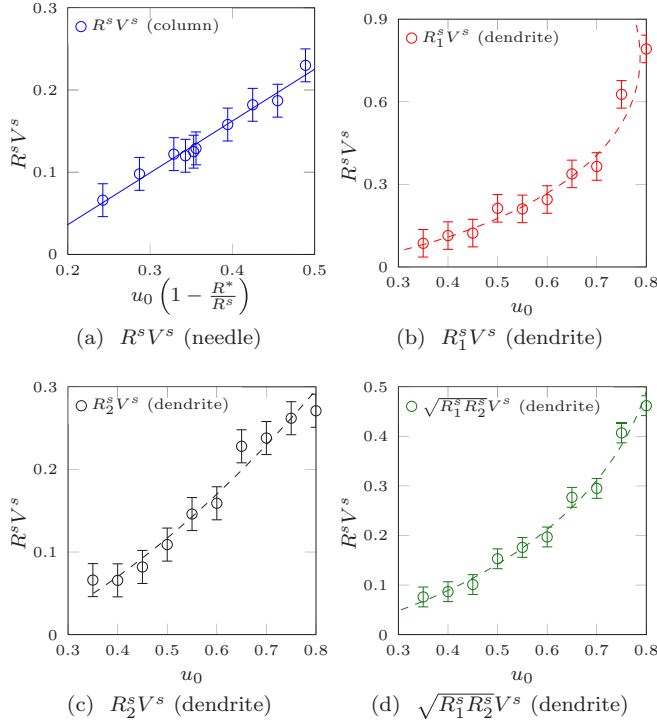 R^s V^s (column)
0.3
0.2
0.1
0
0.2 0.3 0.4 0.5
R^s V^s
u_0 (1 − R^*/R^s)
(a) R^s V^s (needle)
R_1^s V^s (dendrite)
0.9
0.6
0.3
0
0.3 0.4 0.5 0.6 0.7 0.8
R^s V^s
u_0
(b) R_1^s V^s (dendrite)
R_2^s V^s (dendrite)
0.3
0.2
0.1
0
0.3 0.4 0.5 0.6 0.7 0.8
R^s V^s
u_0
(c) R_2^s V^s (dendrite)
√R_1^s R_2^s V^s (dendrite)
0.5
0.4
0.3
0.2
0.1
0
0.3 0.4 0.5 0.6 0.7 0.8
R^s V^s
u_0
(d) √R_1^s R_2^s V^s (dendrite)